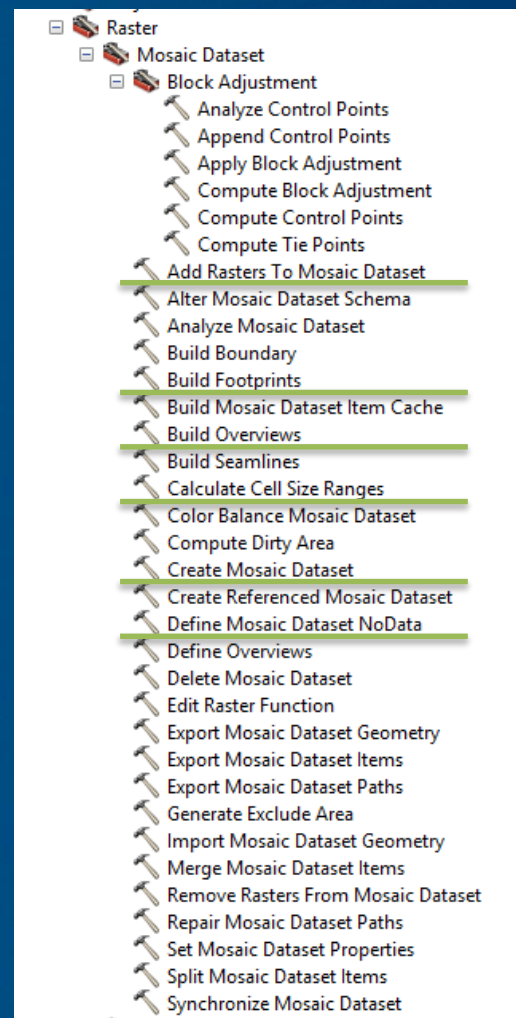 Raster
Mosaic Dataset
Block Adjustment
Analyze Control Points
Append Control Points
Apply Block Adjustment
Compute Block Adjustment
Compute Control Points
Compute Tie Points
Add Rasters To Mosaic Dataset
Alter Mosaic Dataset Schema
Analyze Mosaic Dataset
Build Boundary
Build Footprints
Build Mosaic Dataset Item Cache
Build Overviews
Build Seamlines
Calculate Cell Size Ranges
Color Balance Mosaic Dataset
Compute Dirty Area
Create Mosaic Dataset
Create Referenced Mosaic Dataset
Define Mosaic Dataset NoData
Define Overviews
Delete Mosaic Dataset
Edit Raster Function
Export Mosaic Dataset Geometry
Export Mosaic Dataset Items
Export Mosaic Dataset Paths
Generate Exclude Area
Import Mosaic Dataset Geometry
Merge Mosaic Dataset Items
Remove Rasters From Mosaic Dataset
Repair Mosaic Dataset Paths
Set Mosaic Dataset Properties
Split Mosaic Dataset Items
Synchronize Mosaic Dataset